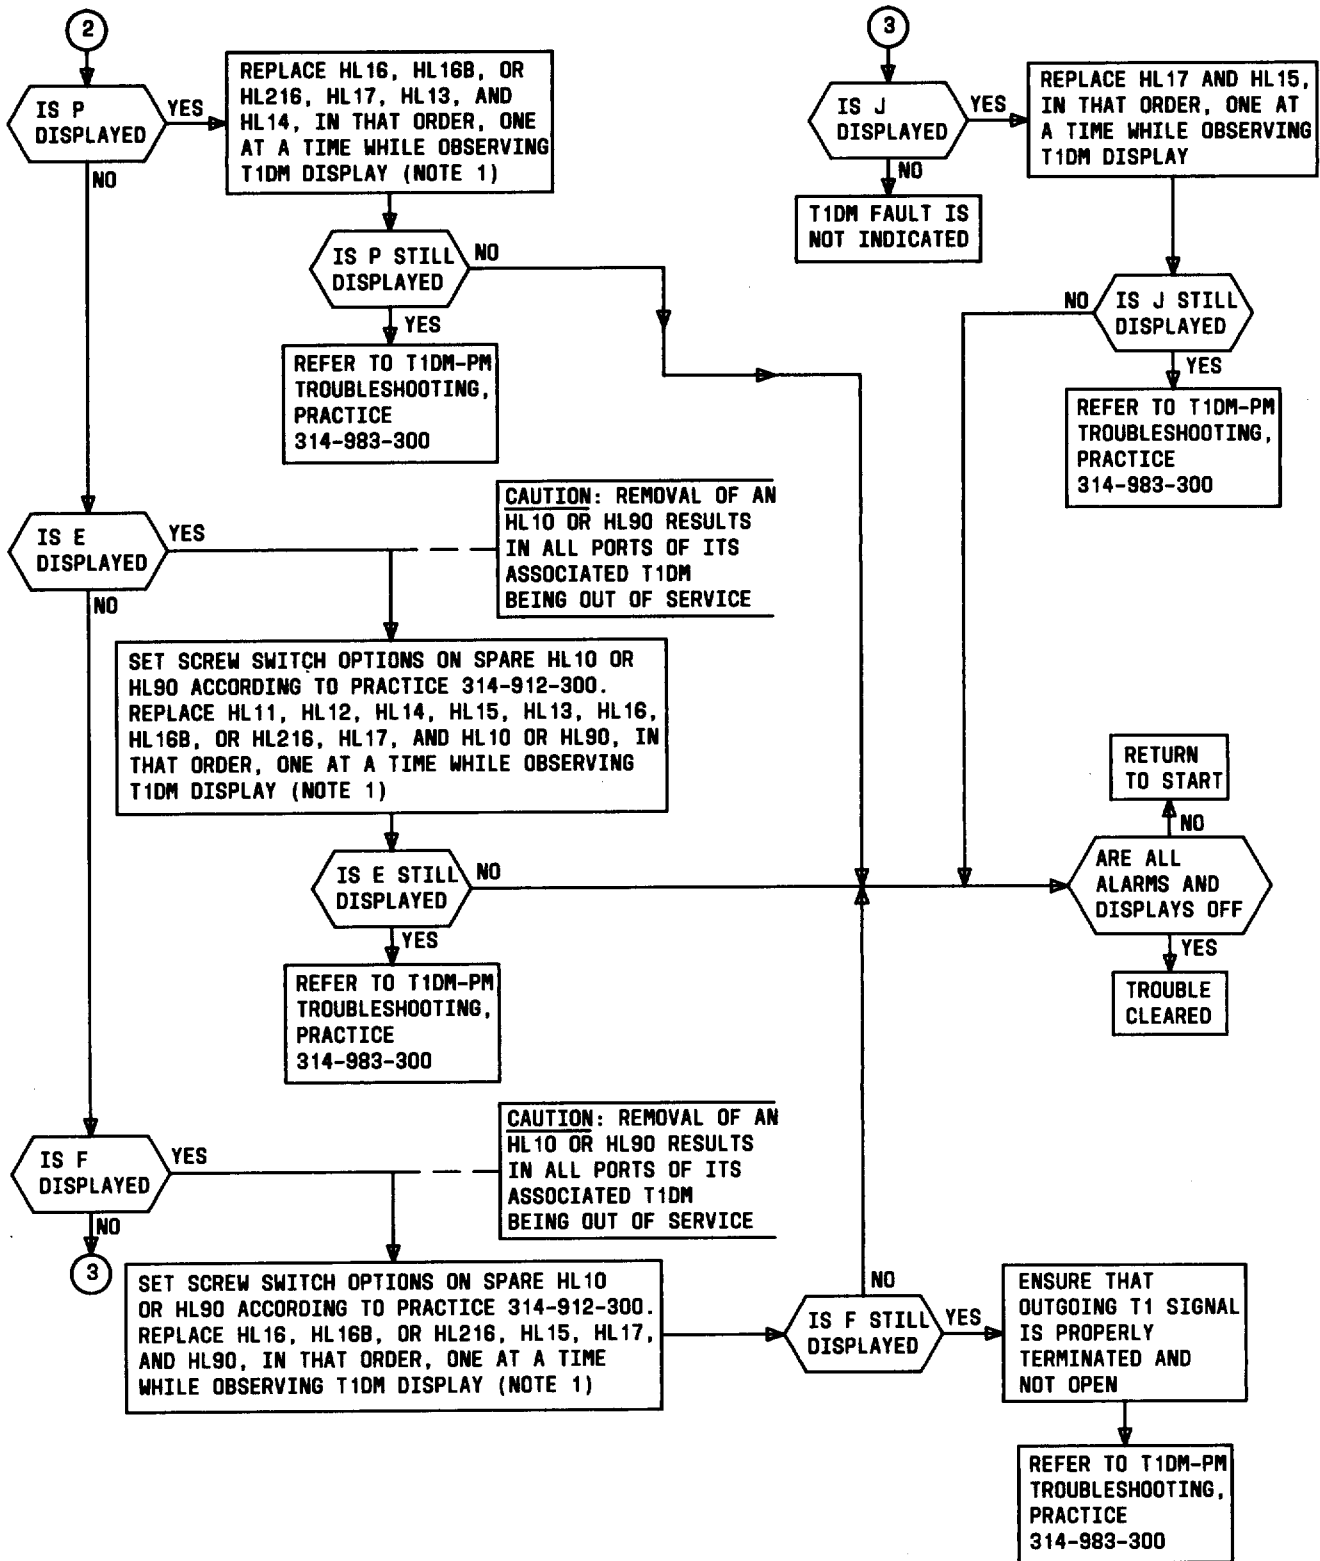 2
IS P
DISPLAYED
YES
NO
REPLACE HL16, HL16B, OR
HL216, HL17, HL13, AND
HL14, IN THAT ORDER, ONE
AT A TIME WHILE OBSERVING
T1DM DISPLAY (NOTE 1)
IS P STILL
DISPLAYED
NO
YES
REFER TO T1DM-PM
TROUBLESHOOTING,
PRACTICE
314-983-300
3
IS J
DISPLAYED
YES
NO
T1DM FAULT IS
NOT INDICATED
REPLACE HL17 AND HL15,
IN THAT ORDER, ONE AT
A TIME WHILE OBSERVING
T1DM DISPLAY
IS J STILL
DISPLAYED
NO
YES
REFER TO T1DM-PM
TROUBLESHOOTING,
PRACTICE
314-983-300
IS E
DISPLAYED
YES
NO
CAUTION: REMOVAL OF AN
HL10 OR HL90 RESULTS
IN ALL PORTS OF ITS
ASSOCIATED T1DM
BEING OUT OF SERVICE
SET SCREW SWITCH OPTIONS ON SPARE HL10 OR
HL90 ACCORDING TO PRACTICE 314-912-300.
REPLACE HL11, HL12, HL14, HL15, HL13, HL16,
HL16B, OR HL216, HL17, AND HL10 OR HL90, IN
THAT ORDER, ONE AT A TIME WHILE OBSERVING
T1DM DISPLAY (NOTE 1)
IS E STILL
DISPLAYED
NO
YES
REFER TO T1DM-PM
TROUBLESHOOTING,
PRACTICE
314-983-300
RETURN
TO START
NO
ARE ALL
ALARMS AND
DISPLAYS OFF
YES
TROUBLE
CLEARED
IS F
DISPLAYED
YES
NO
3
CAUTION: REMOVAL OF AN
HL10 OR HL90 RESULTS
IN ALL PORTS OF ITS
ASSOCIATED T1DM
BEING OUT OF SERVICE
SET SCREW SWITCH OPTIONS ON SPARE HL10
OR HL90 ACCORDING TO PRACTICE 314-912-300.
REPLACE HL16, HL16B, OR HL216, HL15, HL17,
AND HL90, IN THAT ORDER, ONE AT A TIME
WHILE OBSERVING T1DM DISPLAY (NOTE 1)
IS F STILL
DISPLAYED
NO
YES
ENSURE THAT
OUTGOING T1 SIGNAL
IS PROPERLY
TERMINATED AND
NOT OPEN
REFER TO T1DM-PM
TROUBLESHOOTING,
PRACTICE
314-983-300